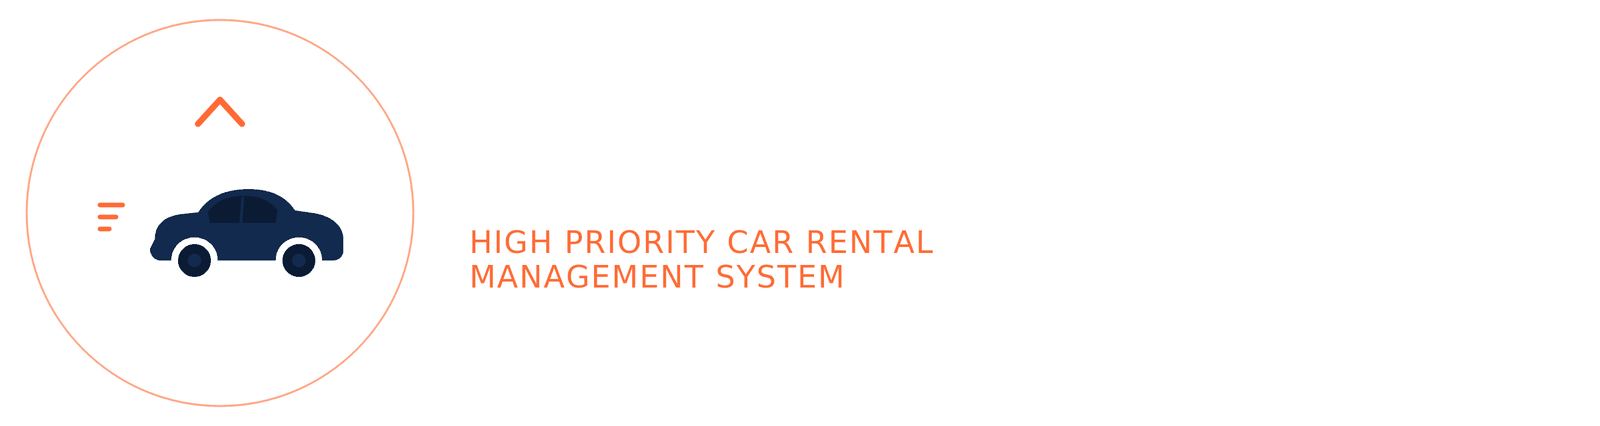 HIGH PRIORITY CAR RENTAL
MANAGEMENT SYSTEM